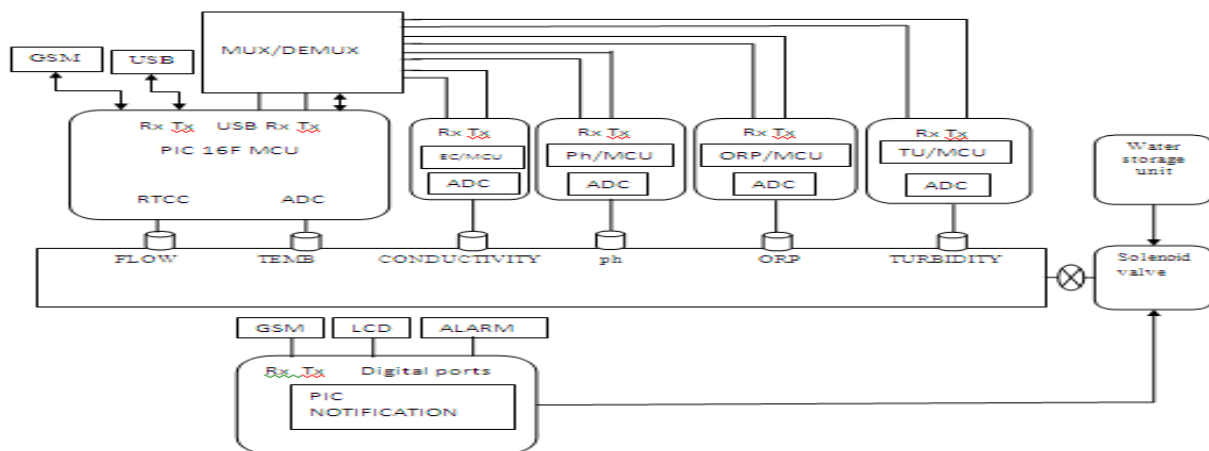 MUX/DEMUX
GSM
USB
Rx Tx USB Rx Tx
PIC 16F MCU
RTCC ADC
Rx Tx
EC/MCU
ADC
Rx Tx
Ph/MCU
ADC
Rx Tx
ORP/MCU
ADC
Rx Tx
TU/MCU
ADC
Water
storage
unit
FLOW TEMB CONDUCTIVITY ph ORP TURBIDITY
Solenoid
valve
GSM LCD ALARM
Rx Tx Digital ports
PIC
NOTIFICATION